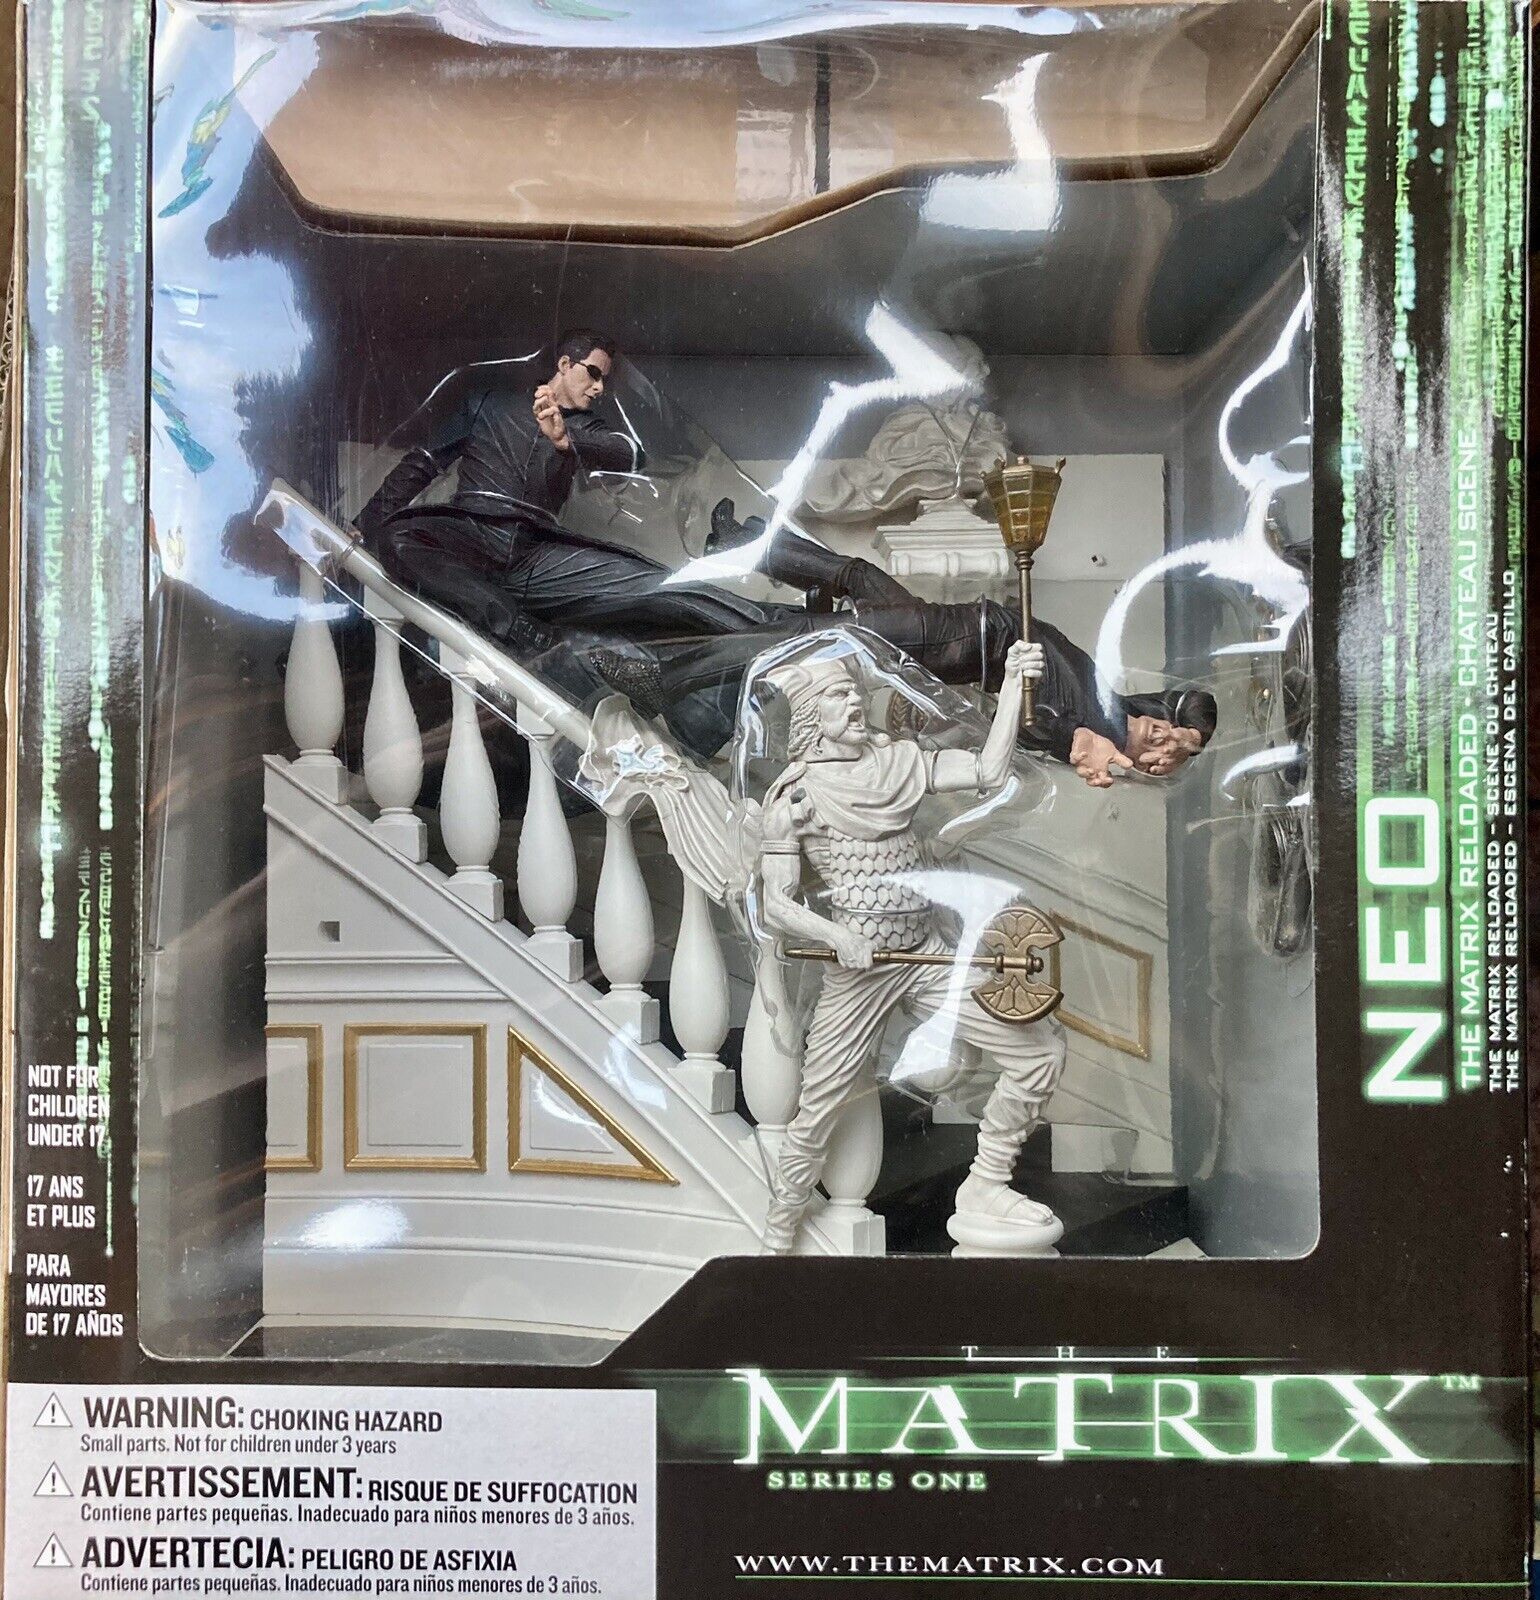 NEO
THE MATRIX RELOADED - CHATEAU SCENE
THE MATRIX RELOADED - SCÈNE DU CHTEAU
THE MATRIX RELOADED - ESCENA DEL CASTILLO
NOT FOR
CHILDREN
UNDER 17
17 ANS
ET PLUS
PARA
MAYORES
DE 17 AÑOS
WARNING: CHOKING HAZARD
Small parts. Not for children under 3 years
AVERTISSEMENT: RISQUE DE SUFFOCATION
Contiene partes pequeñas. Inadecuado para niños menores de 3 años.
ADVERTECIA: PELIGRO DE ASFIXIA
Contiene partes pequeñas. Inadecuado para niños menores de 3 años.
THE
MATRIX™
SERIES ONE
WWW.THEMATRIX.COM